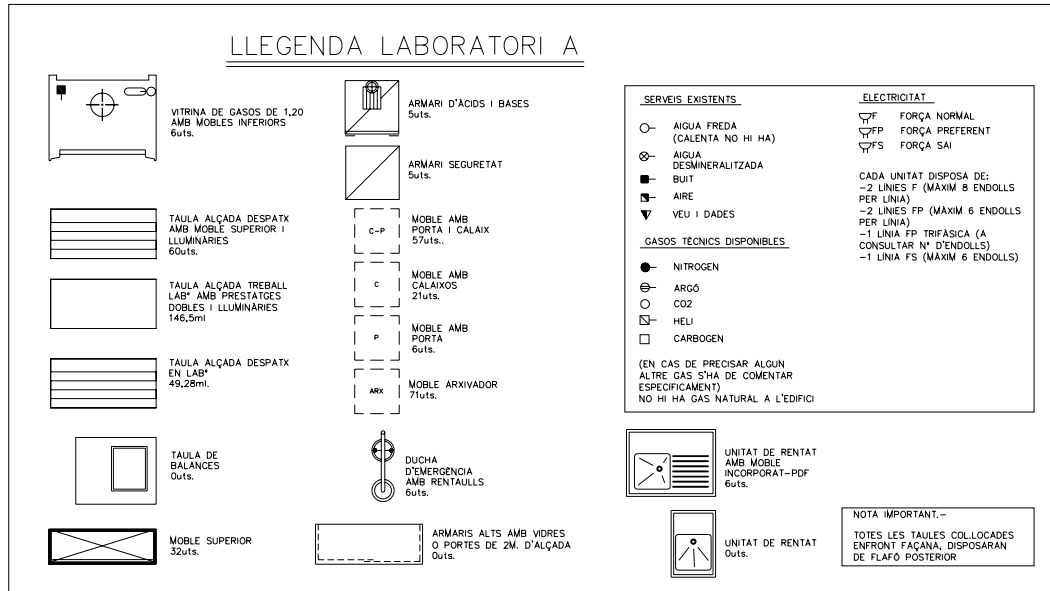 LLEGENDA LABORATORI A
VITRINA DE GASOS DE 1,20
AMB MOBLES INFERIORS
6uts.
TAULA ALÇADA DESPATX
AMB MOBLE SUPERIOR I
LLUMINÀRIES
60uts.
TAULA ALÇADA TREBALL
LABª AMB PRESTATGES
DOBLES I LLUMINÀRIES
146,5ml
TAULA ALÇADA DESPATX
EN LABª
49,28ml.
TAULA DE
BALANCES
0uts.
MOBLE SUPERIOR
32uts.
ARMARI D'ÀCIDS I BASES
5uts.
ARMARI SEGURETAT
5uts.
C-P
MOBLE AMB
PORTA I CALAIX
57uts..
C
MOBLE AMB
CALAIXOS
21uts.
P
MOBLE AMB
PORTA
6uts.
ARX
MOBLE ARXIVADOR
71uts.
DUCHA
D'EMERGÈNCIA
AMB RENTAULLS
6uts.
ARMARIS ALTS AMB VIDRES
O PORTES DE 2M. D'ALÇADA
0uts.
SERVEIS EXISTENTS
AIGUA FREDA
(CALENTA NO HI HA)
AIGUA
DESMINERALITZADA
BUIT
AIRE
VEU I DADES
GASOS TÈCNICS DISPONIBLES
NITROGEN
ARGÓ
CO2
HELI
CARBOGEN
(EN CAS DE PRECISAR ALGUN
ALTRE GAS S'HA DE COMENTAR
ESPECIFICAMENT)
NO HI HA GAS NATURAL A L'EDIFICI
ELECTRICITAT
F FORÇA NORMAL
FP FORÇA PREFERENT
FS FORÇA SAI
CADA UNITAT DISPOSA DE:
-2 LÍNIES F (MÀXIM 8 ENDOLLS
PER LÍNIA)
-2 LÍNIES FP (MÀXIM 6 ENDOLLS
PER LÍNIA)
-1 LÍNIA FP TRIFÀSICA (A
CONSULTAR Nº D'ENDOLLS)
-1 LÍNIA FS (MÀXIM 6 ENDOLLS)
UNITAT DE RENTAT
AMB MOBLE
INCORPORAT-PDF
6uts.
UNITAT DE RENTAT
0uts.
NOTA IMPORTANT.-
TOTES LES TAULES COL.LOCADES
ENFRONT FAÇANA, DISPOSARAN
DE FLAFÓ POSTERIOR